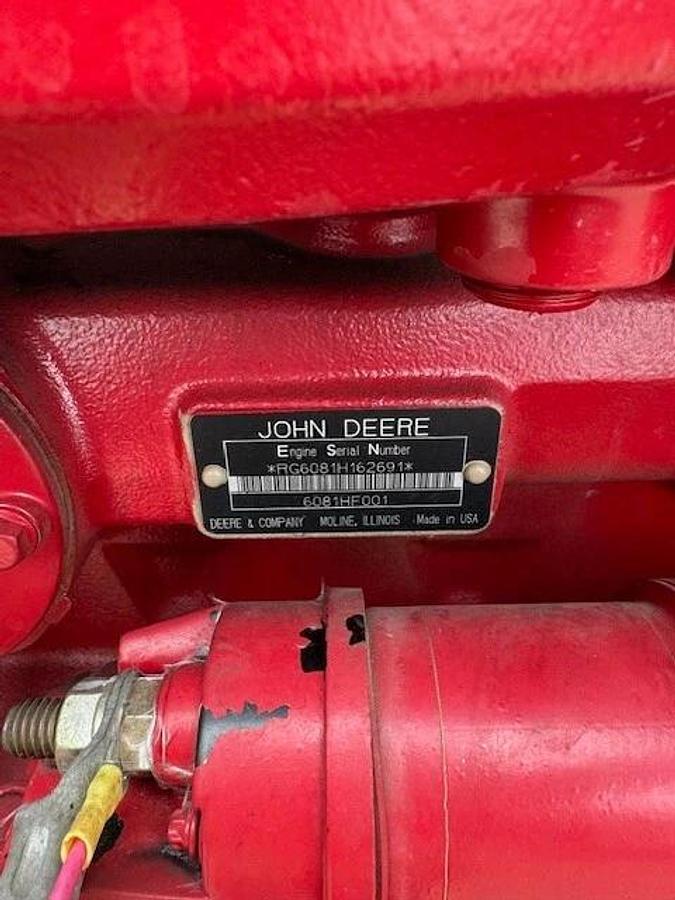 JOHN DEERE
Engine Serial Number
*RG6081H162691*
6081HF001
DEERE & COMPANY MOLINE, ILLINOIS Made in USA